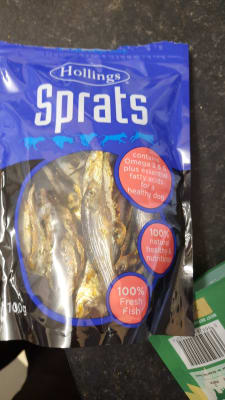 Hollings
Sprats
contains
Omega 3 & 6
plus essential
fatty acids
for a
healthy dog
100%
natural
healthy &
nutritious
100%
Fresh
Fish
100g